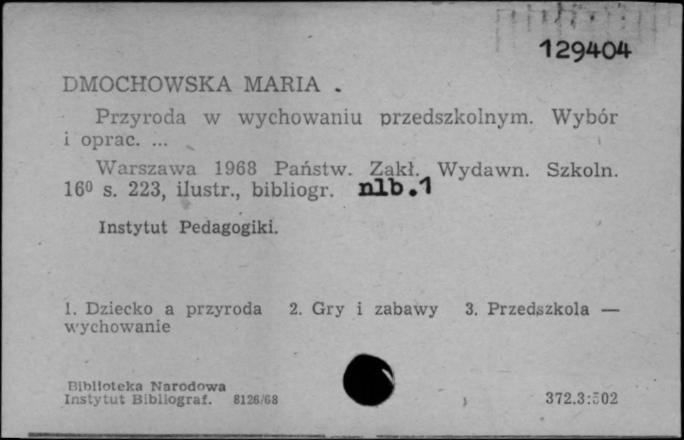 129404
DMOCHOWSKA MARIA .
Przyroda w wychowaniu przedszkolnym. Wybór
i oprac. ...
Warszawa 1968 Państw. Zakł. Wydawn. Szkoln.
16⁰ s. 223, ilustr., bibliogr. nlb.1
Instytut Pedagogiki.
1. Dziecko a przyroda 2. Gry i zabawy 3. Przedszkola —
wychowanie
Biblioteka Narodowa
Instytut Bibliograf. 8126/68
372.3:502